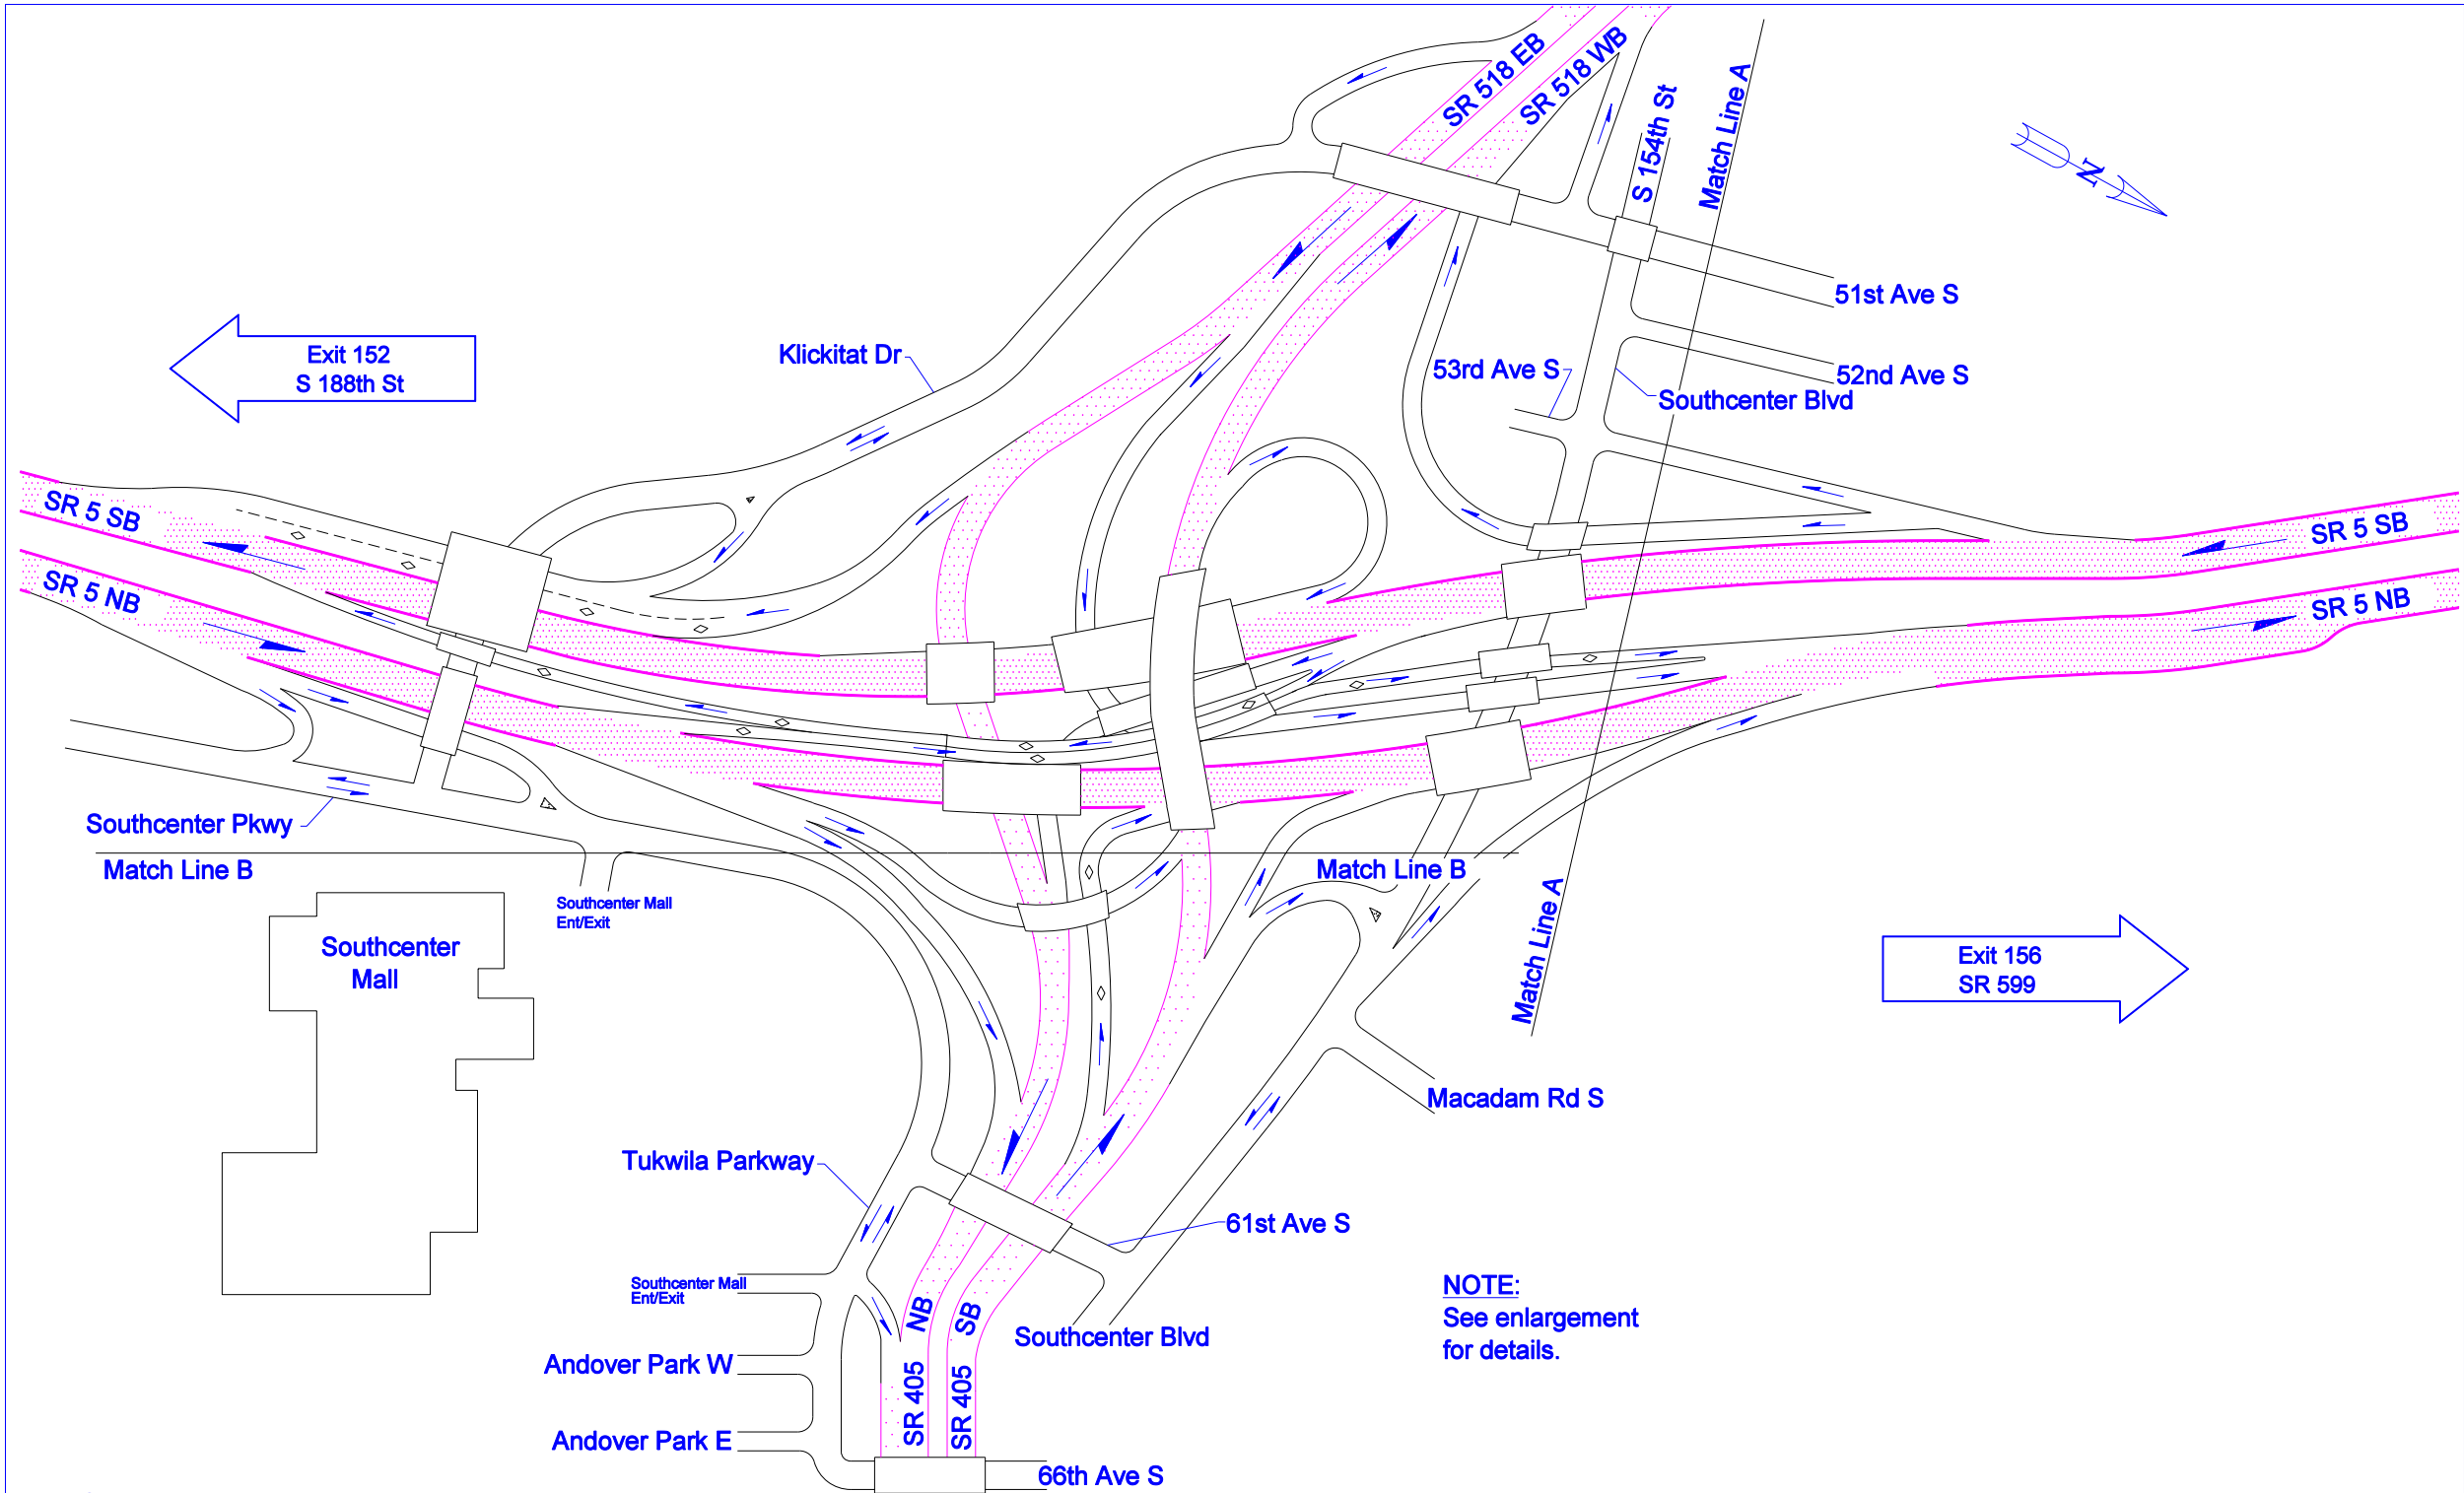 SR 518 EB
SR 518 WB
S 154th St
Match Line A
N
51st Ave S
Exit 152
S 188th St
Klickitat Dr
53rd Ave S
52nd Ave S
Southcenter Blvd
SR 5 SB
SR 5 SB
SR 5 NB
SR 5 NB
Southcenter Pkwy
Match Line B
Match Line B
Southcenter Mall
Ent/Exit
Match Line A
Southcenter
Mall
Exit 156
SR 599
Macadam Rd S
Tukwila Parkway
61st Ave S
Southcenter Mall
Ent/Exit
NB
SB
NOTE:
See enlargement
for details.
Southcenter Blvd
Andover Park W
SR 405
SR 405
Andover Park E
66th Ave S